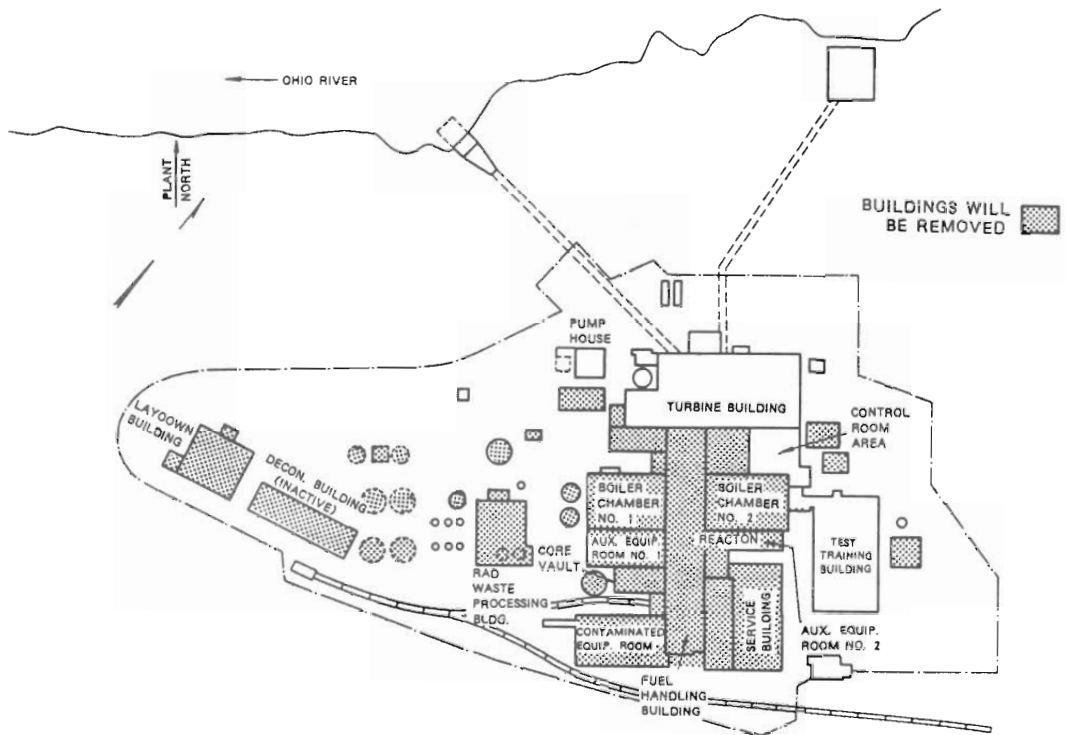 OHIO RIVER
PLANT
NORTH
BUILDINGS WILL
BE REMOVED
PUMP
HOUSE
TURBINE BUILDING
CONTROL
ROOM
AREA
LAYDOWN
BUILDING
DECON. BUILDING
(INACTIVE)
BOILER
CHAMBER
NO. 1
BOILER
CHAMBER
NO. 2
AUX. EQUIP.
ROOM NO. 1
REACTON
CORE
VAULT
TEST
TRAINING
BUILDING
RAD
WASTE
PROCESSING
BLDG.
CONTAMINATED
EQUIP. ROOM
SERVICE
BUILDING
AUX. EQUIP.
ROOM NO. 2
FUEL
HANDLING
BUILDING